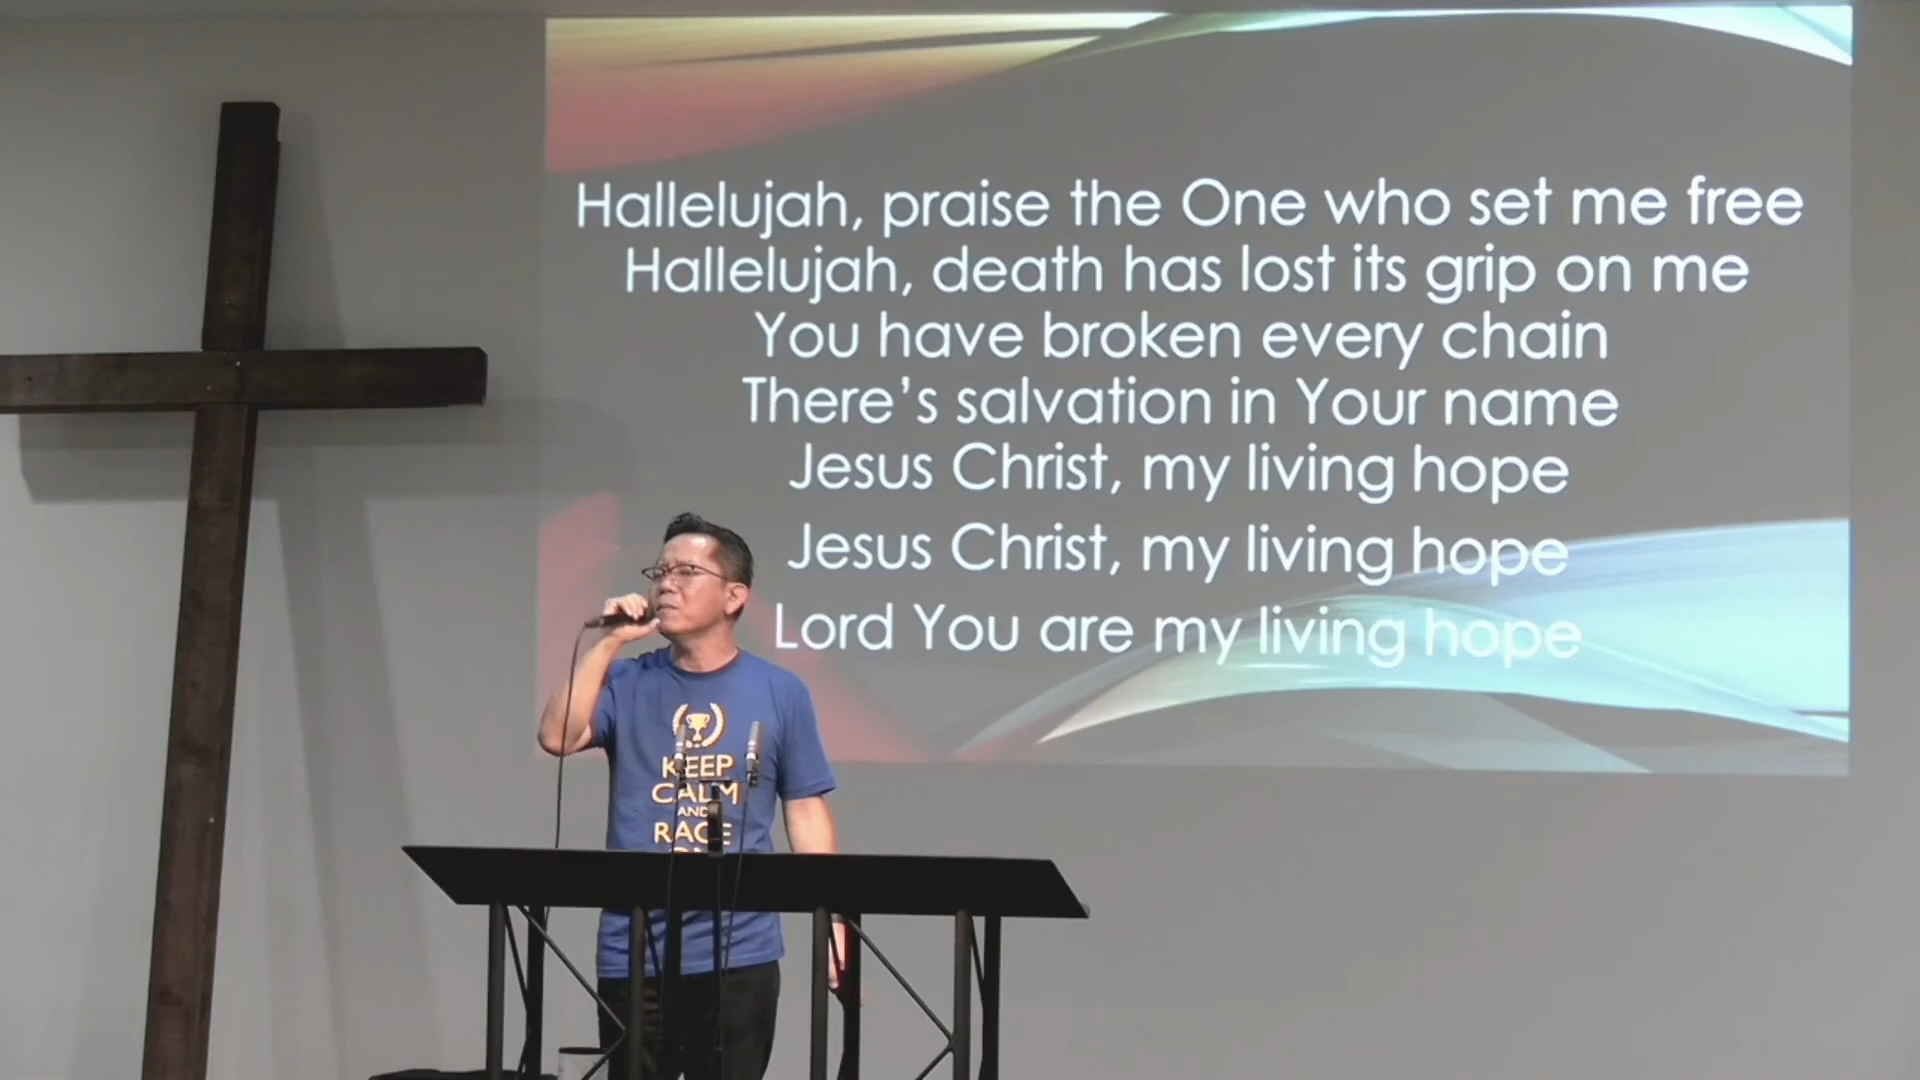 Hallelujah, praise the One who set me free
Hallelujah, death has lost its grip on me
You have broken every chain
There's salvation in Your name
Jesus Christ, my living hope
Jesus Christ, my living hope
Lord You are my living hope
KEEP
CALM
AND
RACE